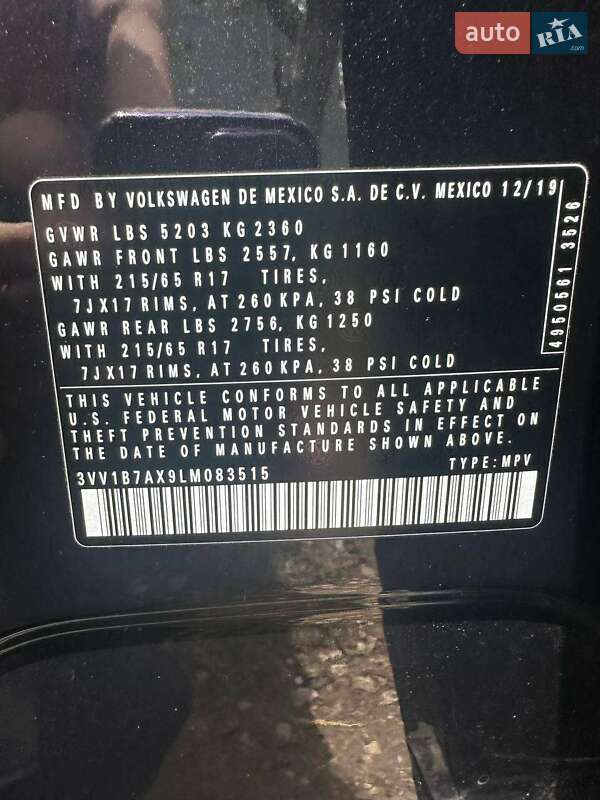 auto RIA .com
MFD BY VOLKSWAGEN DE MEXICO S.A. DE C.V. MEXICO 12/19
GVWR LBS 5203 KG 2360
GAWR FRONT LBS 2557, KG 1160
WITH 215/65 R17 TIRES,
7JX17 RIMS, AT 260 KPA, 38 PSI COLD
GAWR REAR LBS 2756, KG 1250
WITH 215/65 R17 TIRES,
7JX17 RIMS, AT 260 KPA, 38 PSI COLD
4950561 3526
THIS VEHICLE CONFORMS TO ALL APPLICABLE
U.S. FEDERAL MOTOR VEHICLE SAFETY AND
THEFT PREVENTION STANDARDS IN EFFECT ON
THE DATE OF MANUFACTURE SHOWN ABOVE.
3VV1B7AX9LM083515 TYPE: MPV